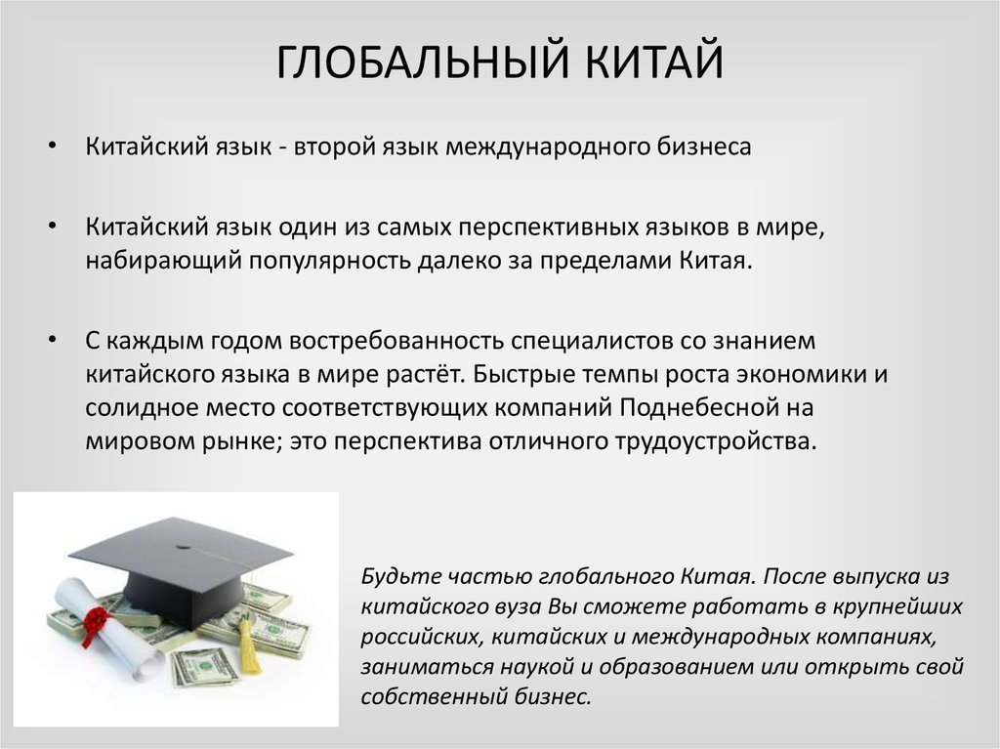 ГЛОБАЛЬНЫЙ КИТАЙ
• Китайский язык - второй язык международного бизнеса
• Китайский язык один из самых перспективных языков в мире,
набирающий популярность далеко за пределами Китая.
• С каждым годом востребованность специалистов со знанием
китайского языка в мире растёт. Быстрые темпы роста экономики и
солидное место соответствующих компаний Поднебесной на
мировом рынке; это перспектива отличного трудоустройства.
Будьте частью глобального Китая. После выпуска из
китайского вуза Вы сможете работать в крупнейших
российских, китайских и международных компаниях,
заниматься наукой и образованием или открыть свой
собственный бизнес.